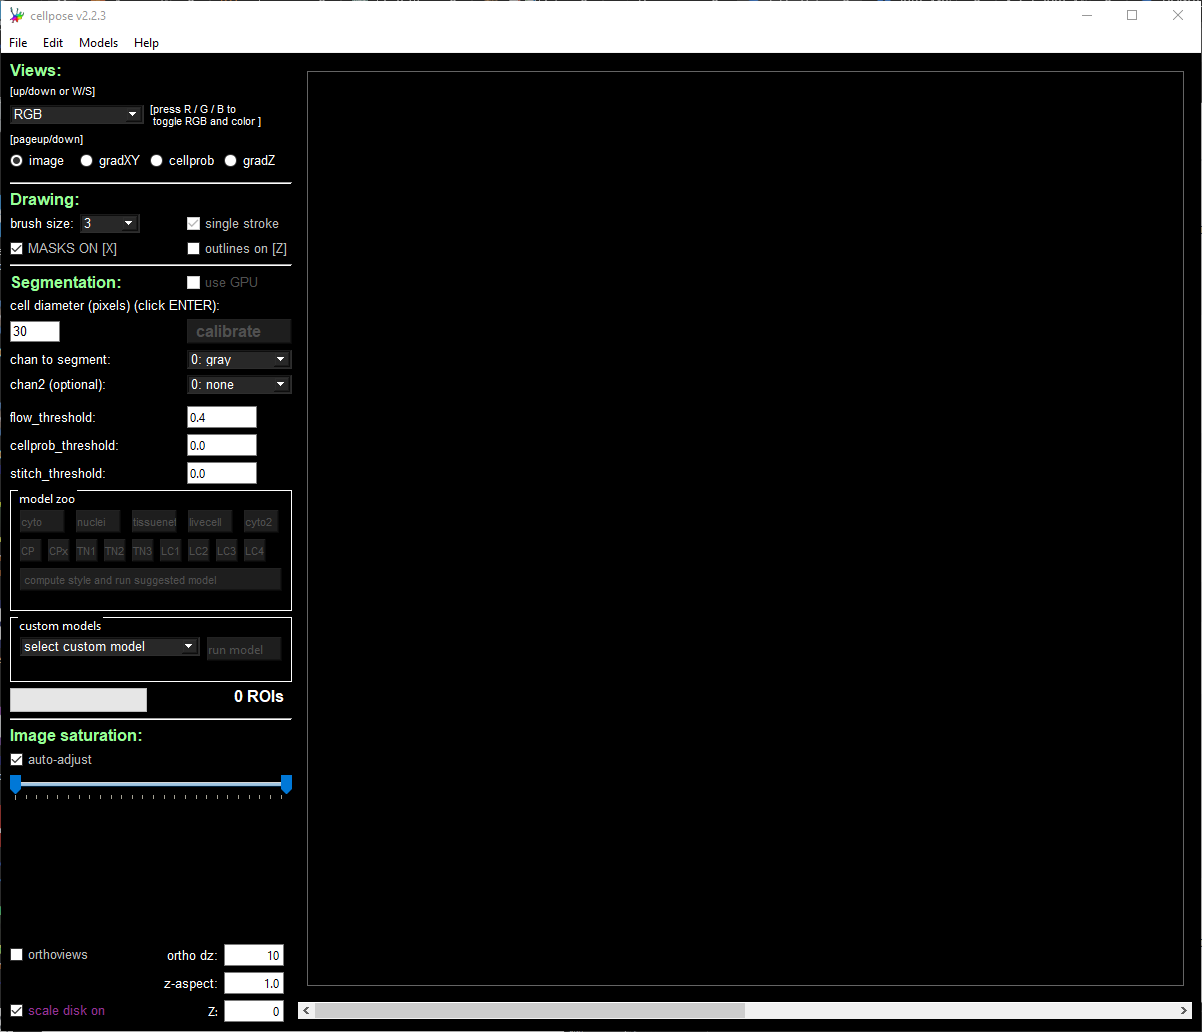 cellpose v2.2.3
File Edit Models Help
Views:
[up/down or W/S]
RGB
[press R / G / B to
toggle RGB and color ]
[pageup/down]
image gradXY cellprob gradZ
Drawing:
brush size: 3 single stroke
MASKS ON [X] outlines on [Z]
Segmentation: use GPU
cell diameter (pixels) (click ENTER):
30 calibrate
chan to segment: 0: gray
chan2 (optional): 0: none
flow_threshold: 0.4
cellprob_threshold: 0.0
stitch_threshold: 0.0
model zoo
cyto nuclei tissuenet livecell cyto2
CP CPx TN1 TN2 TN3 LC1 LC2 LC3 LC4
compute style and run suggested model
custom models
select custom model run model
0 ROIs
Image saturation:
auto-adjust
orthoviews ortho dz: 10
z-aspect: 1.0
scale disk on Z: 0